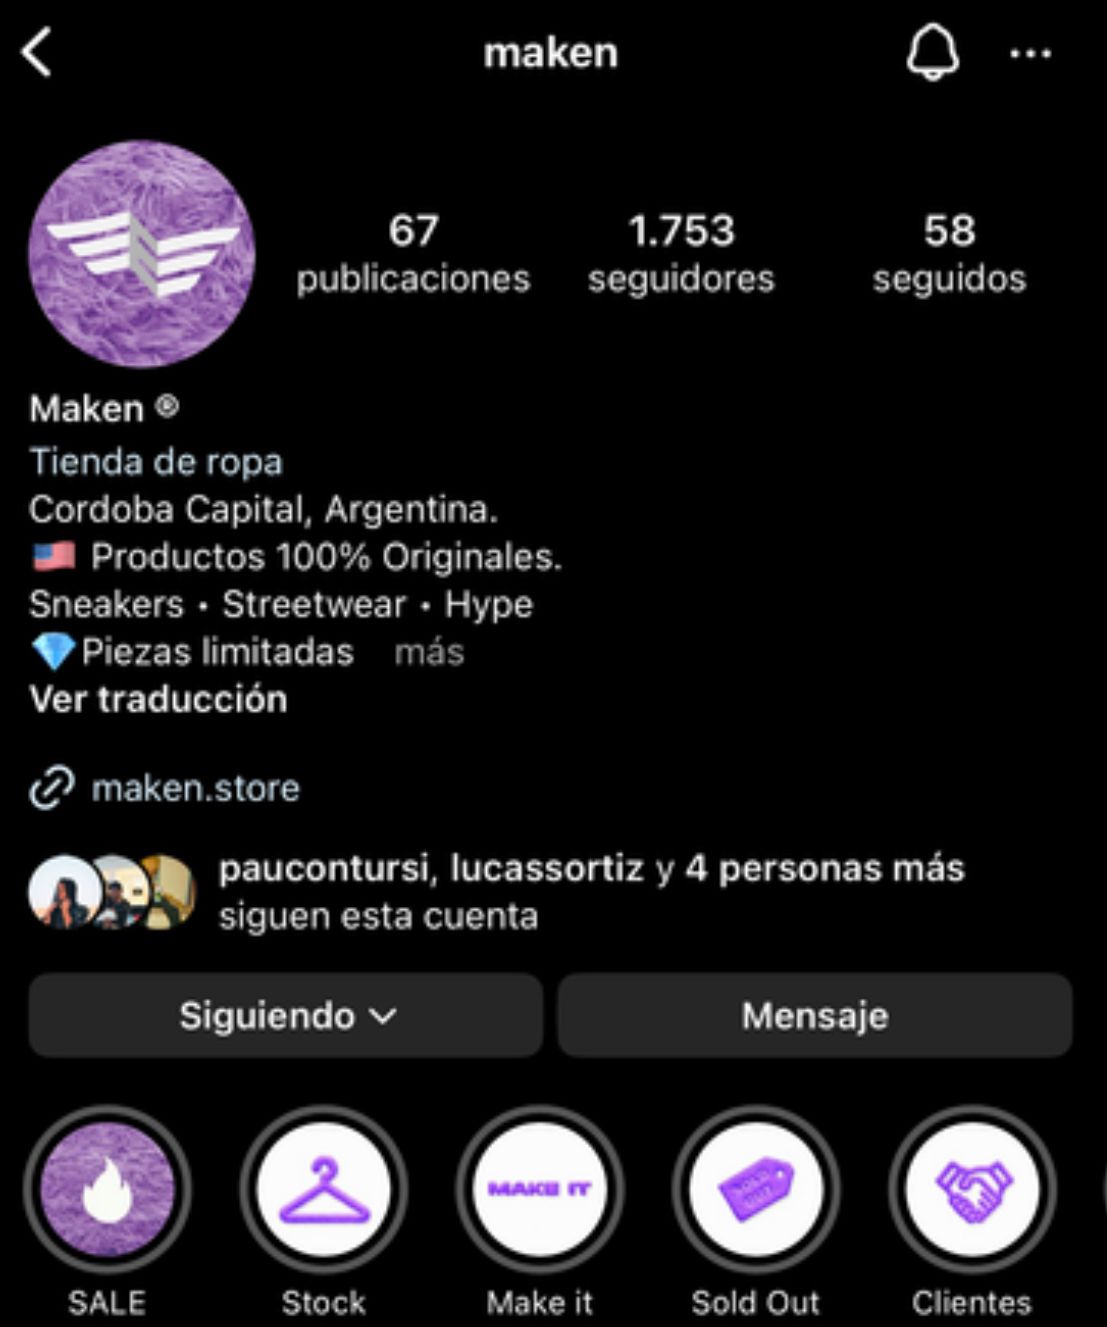 maken
67
publicaciones
1.753
seguidores
58
seguidos
Maken ®
Tienda de ropa
Cordoba Capital, Argentina.
🇺🇸 Productos 100% Originales.
Sneakers • Streetwear • Hype
💎Piezas limitadas más
Ver traducción
maken.store
paucontursi, lucassortiz y 4 personas más
siguen esta cuenta
Siguiendo
Mensaje
MAKE IT
SALE
Stock
Make it
Sold Out
Clientes